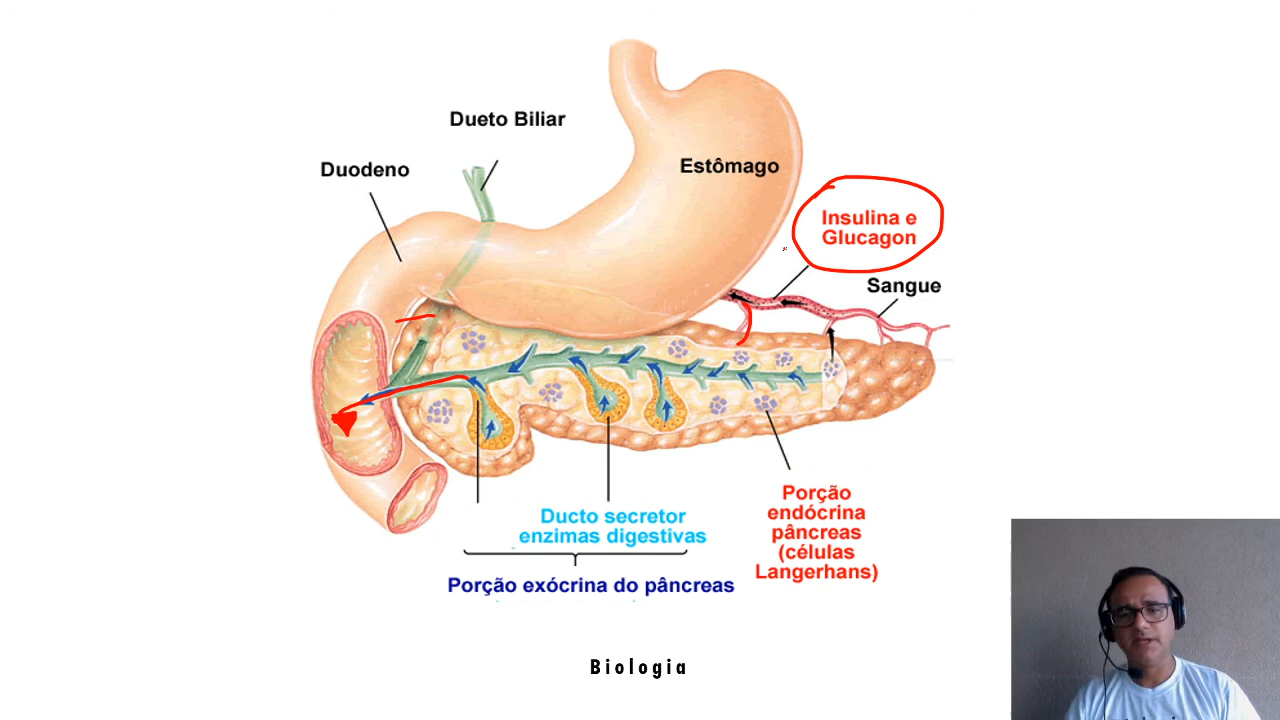 Dueto Biliar
Duodeno
Estômago
Insulina e
Glucagon
Sangue
Porção
endócrina
pâncreas
(células
Langerhans)
Ducto secretor
enzimas digestivas
Porção exócrina do pâncreas
Biologia